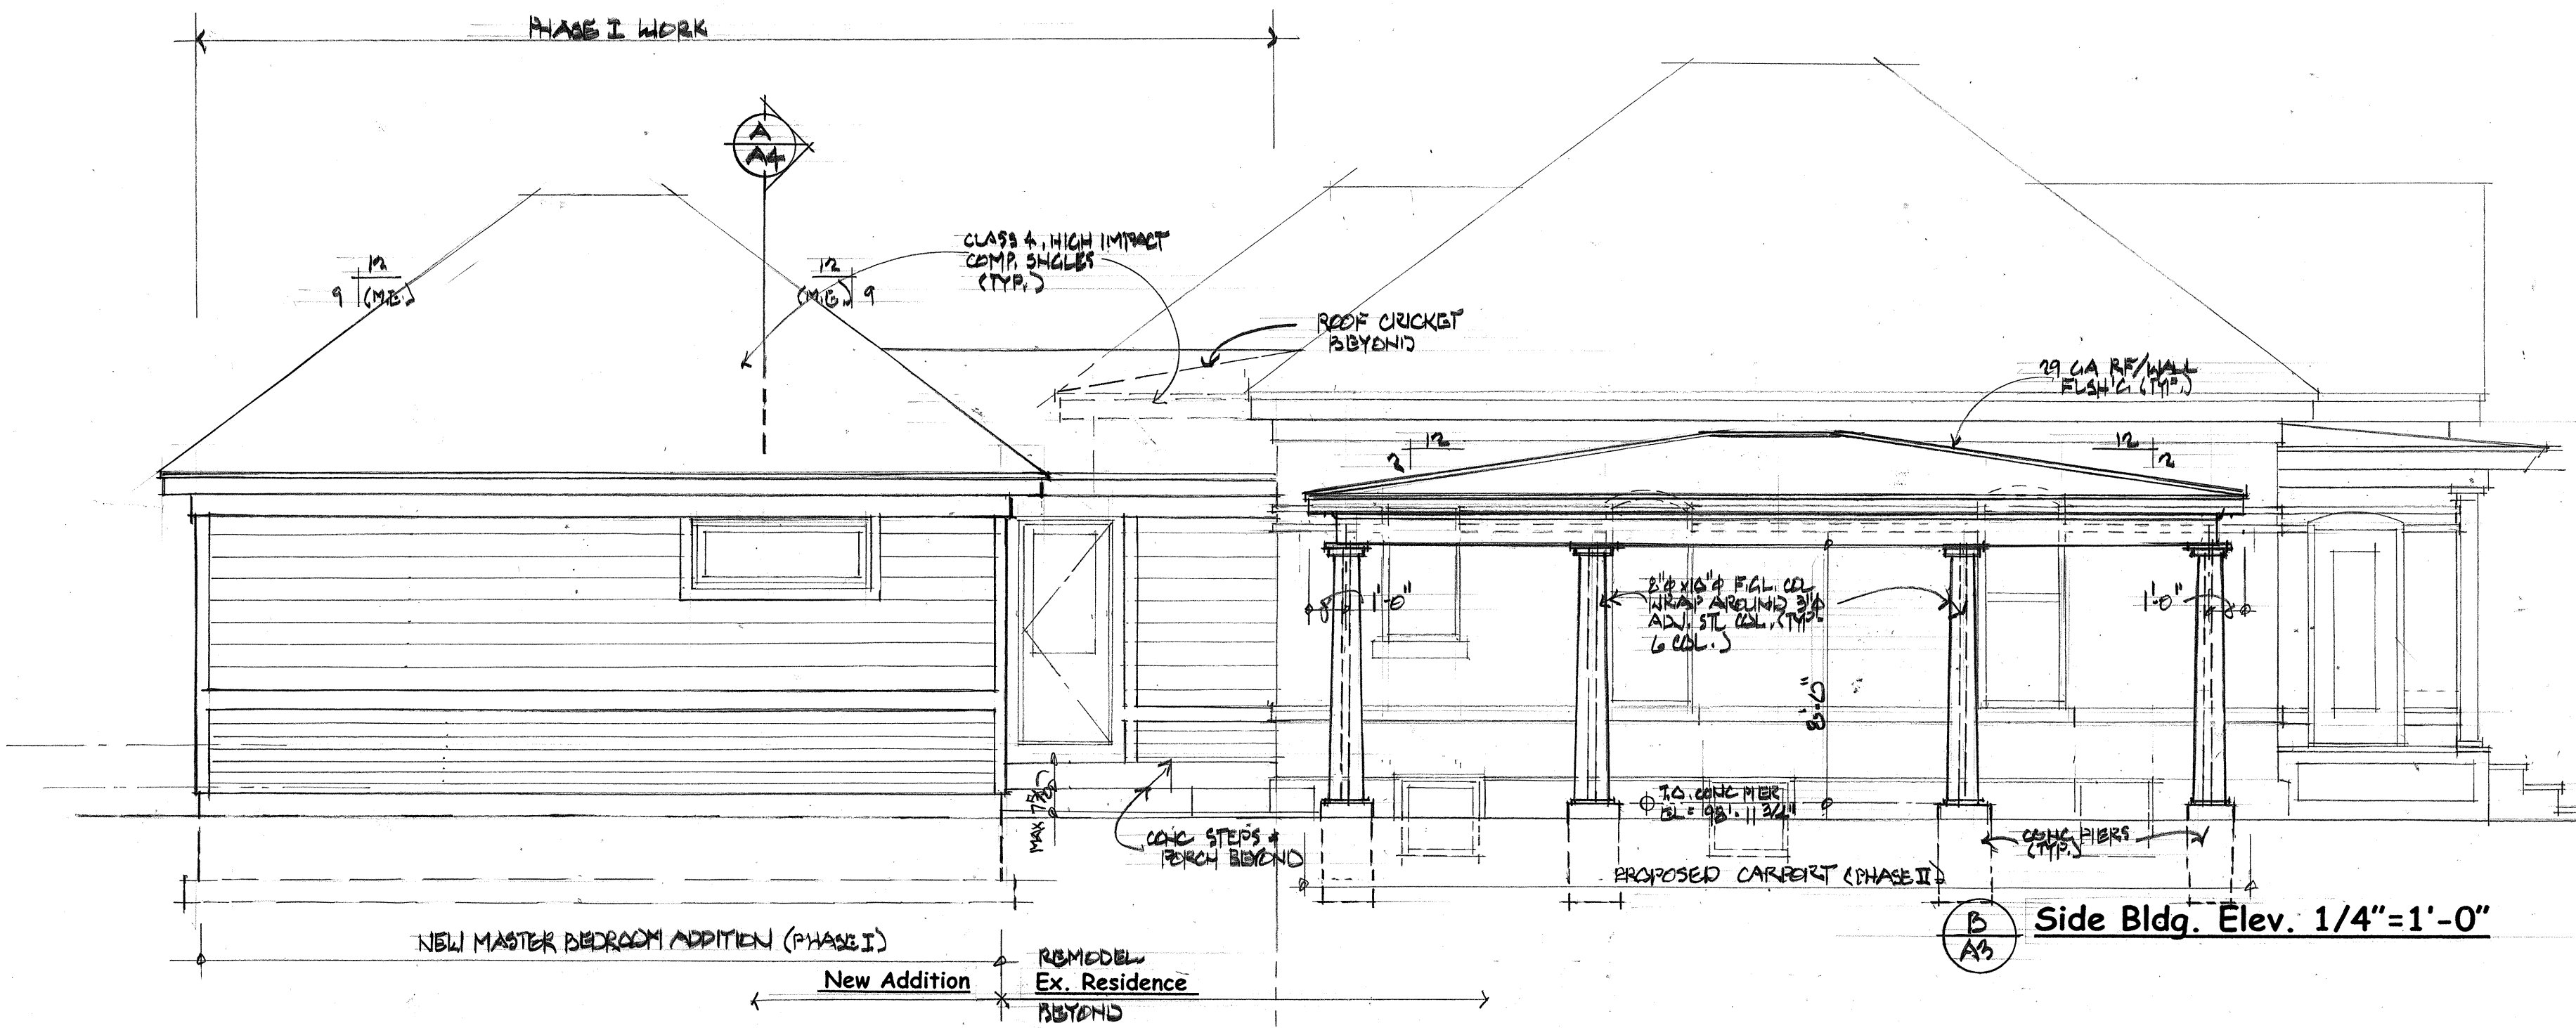 PHASE I WORK
A
A4
CLASS 4, HIGH IMPACT
COMP. SHGLES
(TYP.)
12
9 (M.E.)
12
(M.E.) 9
ROOF CRICKET
BEYOND
29 GA RF/WALL
FLSH'G (TYP.)
12
2
12
2
8"φ x 10"φ F.GL. COL
WRAP AROUND 3"φ
ADJ. STL COL. (TYP.
6 COL.)
1'-0"
1'-0"
8'-0"
MAX 7 3/4"
T.O. CONC PIER
EL = 98'-11 3/4"
CONC STEPS &
PORCH BEYOND
CONC PIERS
(TYP.)
PROPOSED CARPORT (PHASE II)
B
A3
Side Bldg. Elev. 1/4"=1'-0"
NEW MASTER BEDROOM ADDITION (PHASE I)
REMODEL
New Addition
Ex. Residence
BEYOND